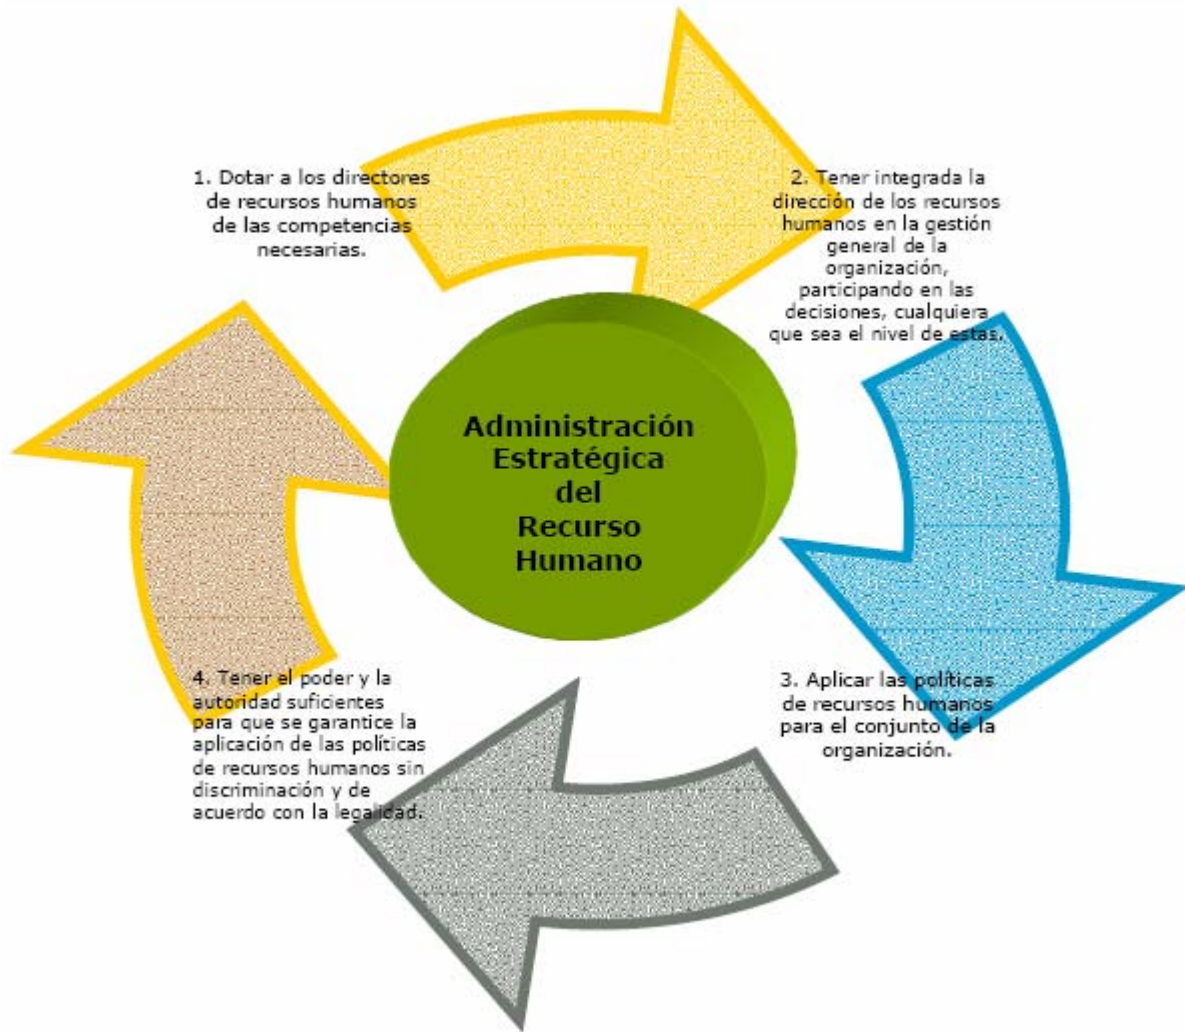 1. Dotar a los directores
de recursos humanos
de las competencias
necesarias.
2. Tener integrada la
dirección de los recursos
humanos en la gestión
general de la
organización,
participando en las
decisiones, cualquiera
que sea el nivel de estas.
Administración
Estratégica
del
Recurso
Humano
3. Aplicar las políticas
de recursos humanos
para el conjunto de la
organización.
4. Tener el poder y la
autoridad suficientes
para que se garantice la
aplicación de las políticas
de recursos humanos sin
discriminación y de
acuerdo con la legalidad.